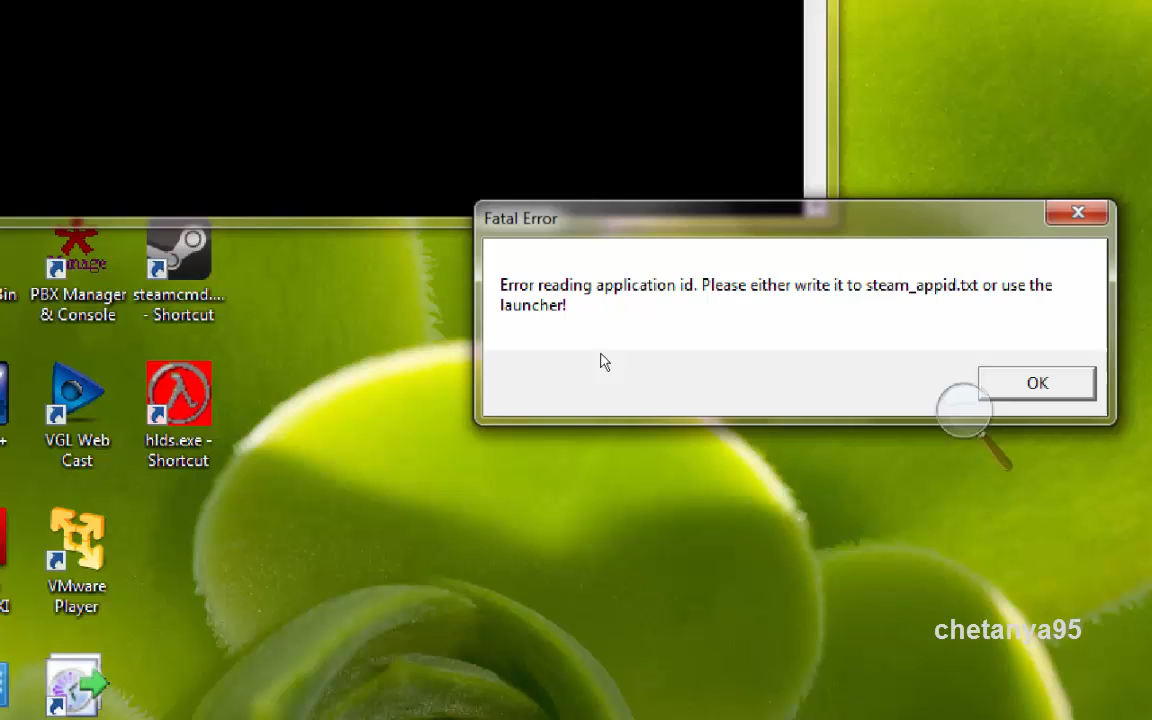 Fatal Error
Error reading application id. Please either write it to steam_appid.txt or use the
launcher!
OK
PBX Manager
& Console
steamcmd....
- Shortcut
VGL Web
Cast
hlds.exe -
Shortcut
VMware
Player
chetanya95